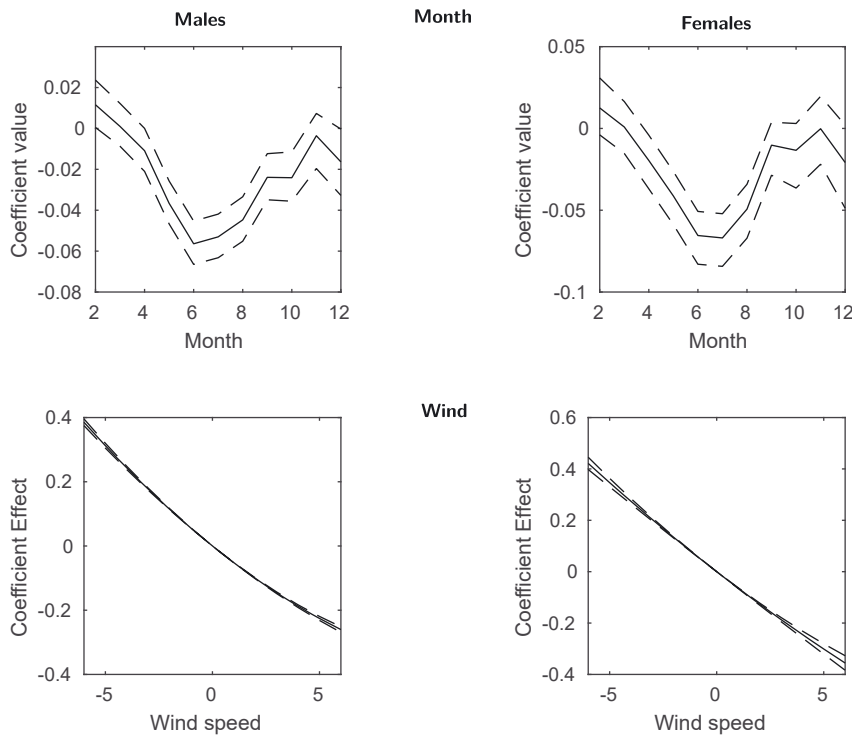 Males
Month
Females
0.02
0
-0.02
-0.04
-0.06
-0.08
Coefficient value
2 4 6 8 10 12
Month
0.05
0
-0.05
-0.1
Coefficient value
2 4 6 8 10 12
Month
Wind
0.4
0.2
0
-0.2
-0.4
Coefficient Effect
-5 0 5
Wind speed
0.6
0.4
0.2
0
-0.2
-0.4
Coefficient Effect
-5 0 5
Wind speed